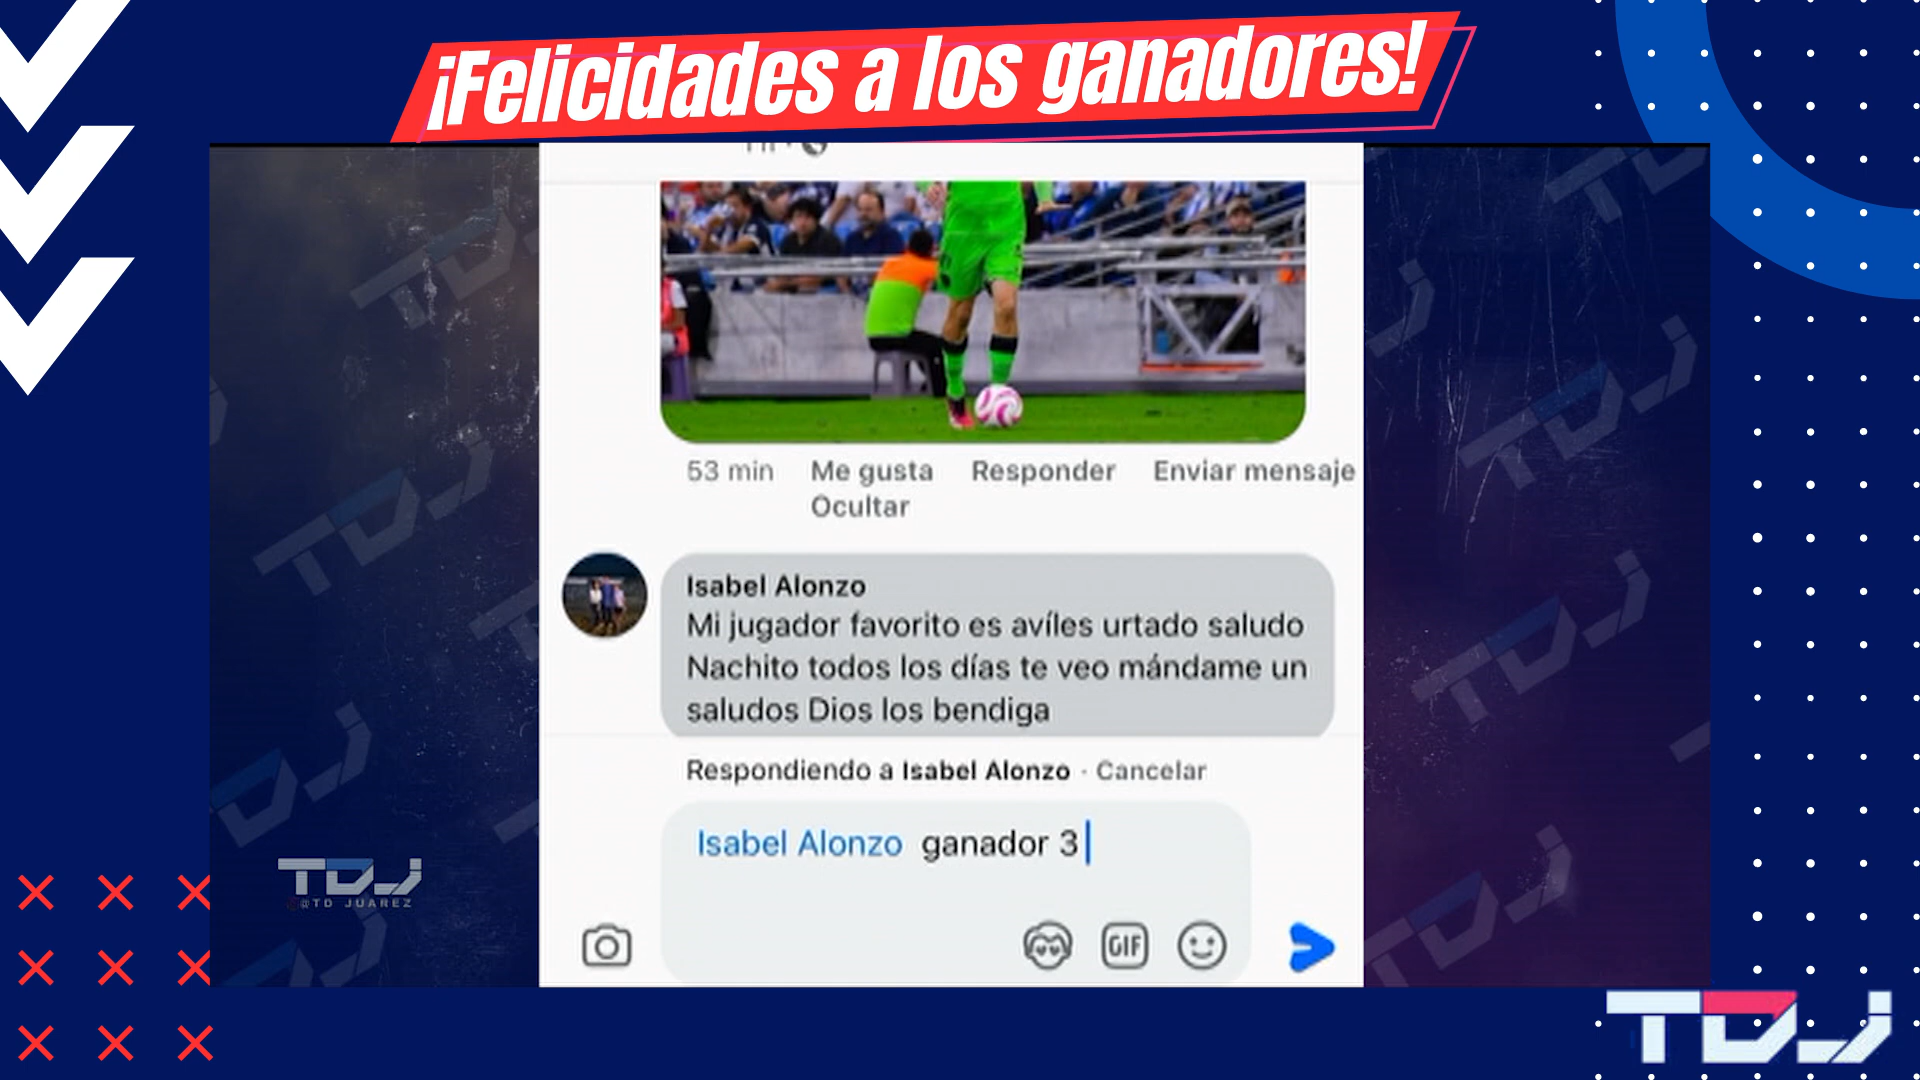 ¡Felicidades a los ganadores!
53 min Me gusta Responder Enviar mensaje
Ocultar
Isabel Alonzo
Mi jugador favorito es avíles urtado saludo
Nachito todos los días te veo mándame un
saludos Dios los bendiga
Respondiendo a Isabel Alonzo · Cancelar
Isabel Alonzo ganador 3
GIF
TDJ
@TD JUAREZ
TDJ